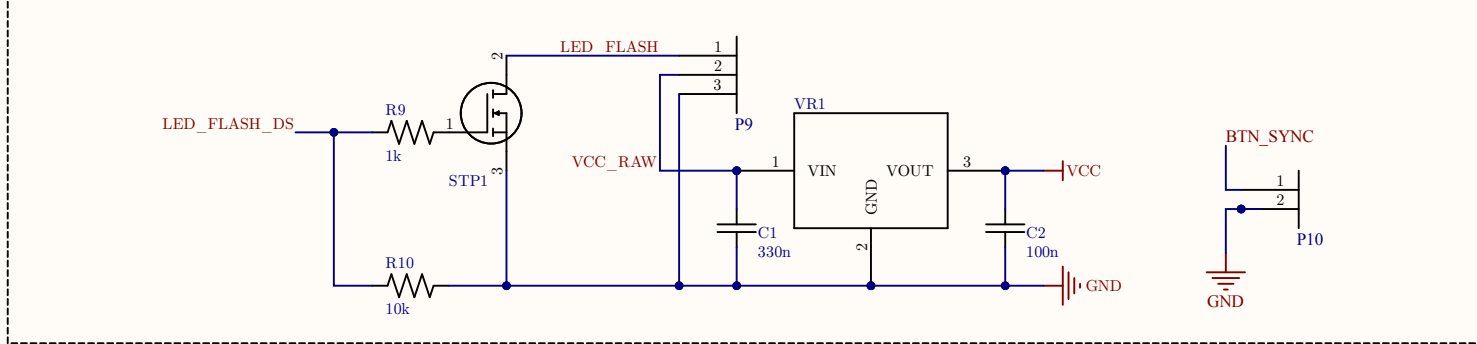 LED_FLASH
1
2
3
P9
2
R9
LED_FLASH_DS
1
1k
STP1
3
VCC_RAW
VR1
1
VIN
VOUT
GND
3
2
VCC
C1
330n
C2
100n
R10
10k
GND
BTN_SYNC
1
2
P10
GND